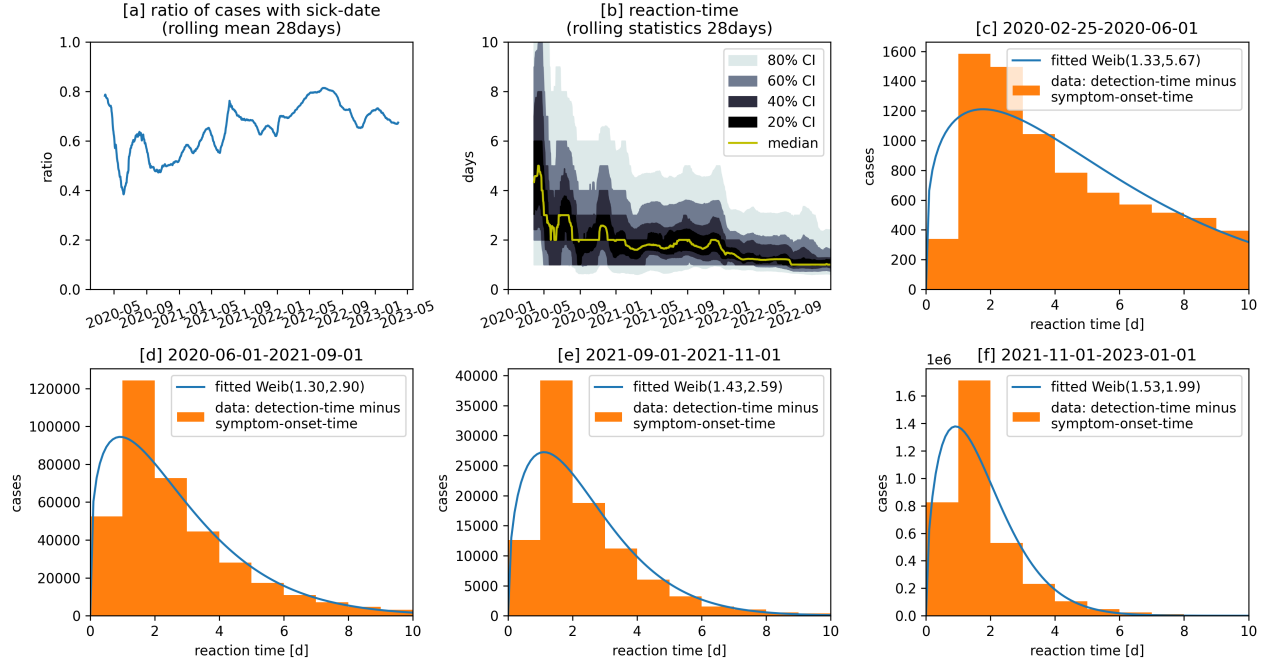 [a] ratio of cases with sick-date
(rolling mean 28days)
1.0
0.8
0.6
0.4
0.2
0.0
ratio
2020-05
2020-09
2021-01
2021-05
2021-09
2022-01
2022-05
2022-09
2023-01
2023-05
[b] reaction-time
(rolling statistics 28days)
10
8
6
4
2
0
days
80% CI
60% CI
40% CI
20% CI
median
2020-01
2020-05
2020-09
2021-01
2021-05
2021-09
2022-01
2022-05
2022-09
[c] 2020-02-25-2020-06-01
1600
1400
1200
1000
800
600
400
200
0
cases
fitted Weib(1.33,5.67)
data: detection-time minus
symptom-onset-time
0 2 4 6 8 10
reaction time [d]
[d] 2020-06-01-2021-09-01
120000
100000
80000
60000
40000
20000
0
cases
fitted Weib(1.30,2.90)
data: detection-time minus
symptom-onset-time
0 2 4 6 8 10
reaction time [d]
[e] 2021-09-01-2021-11-01
40000
35000
30000
25000
20000
15000
10000
5000
0
cases
fitted Weib(1.43,2.59)
data: detection-time minus
symptom-onset-time
0 2 4 6 8 10
reaction time [d]
[f] 2021-11-01-2023-01-01
1e6
1.6
1.4
1.2
1.0
0.8
0.6
0.4
0.2
0.0
cases
fitted Weib(1.53,1.99)
data: detection-time minus
symptom-onset-time
0 2 4 6 8 10
reaction time [d]